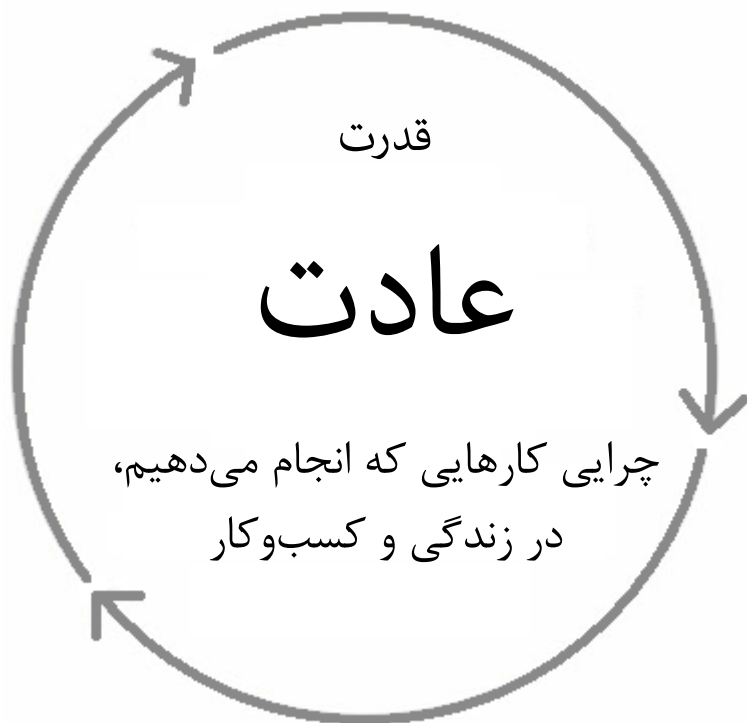 قدرت
عادت
چرایی کارهایی که انجام می‌دهیم،
در زندگی و کسب‌وکار